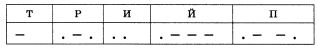 Т Р И Й П
– .–. .. .––– .––.